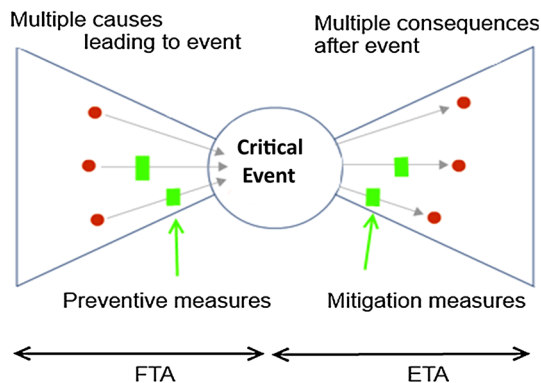 Multiple causes
leading to event
Multiple consequences
after event
Critical
Event
Preventive measures
Mitigation measures
FTA
ETA